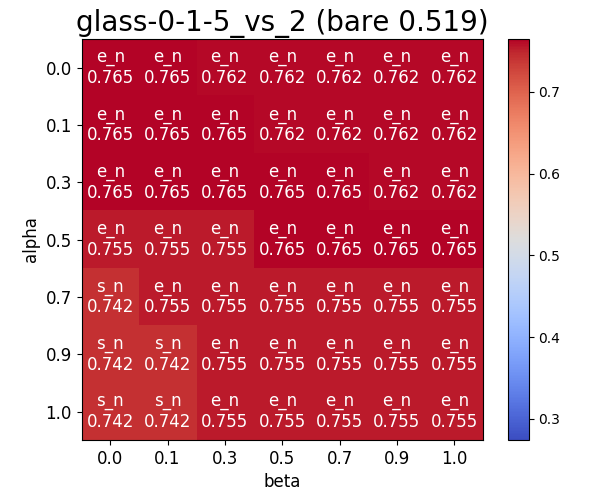 glass-0-1-5_vs_2 (bare 0.519)
0.0 e_n e_n e_n e_n e_n e_n e_n
0.765 0.765 0.762 0.762 0.762 0.762 0.762
0.1 e_n e_n e_n e_n e_n e_n e_n
0.765 0.765 0.765 0.762 0.762 0.762 0.762
0.3 e_n e_n e_n e_n e_n e_n e_n
0.765 0.765 0.765 0.765 0.765 0.762 0.762
0.5 e_n e_n e_n e_n e_n e_n e_n
0.755 0.755 0.755 0.765 0.765 0.765 0.765
0.7 s_n e_n e_n e_n e_n e_n e_n
0.742 0.755 0.755 0.755 0.755 0.755 0.755
0.9 s_n s_n e_n e_n e_n e_n e_n
0.742 0.742 0.755 0.755 0.755 0.755 0.755
1.0 s_n s_n e_n e_n e_n e_n e_n
0.742 0.742 0.755 0.755 0.755 0.755 0.755
0.0 0.1 0.3 0.5 0.7 0.9 1.0
beta
alpha
0.7
0.6
0.5
0.4
0.3